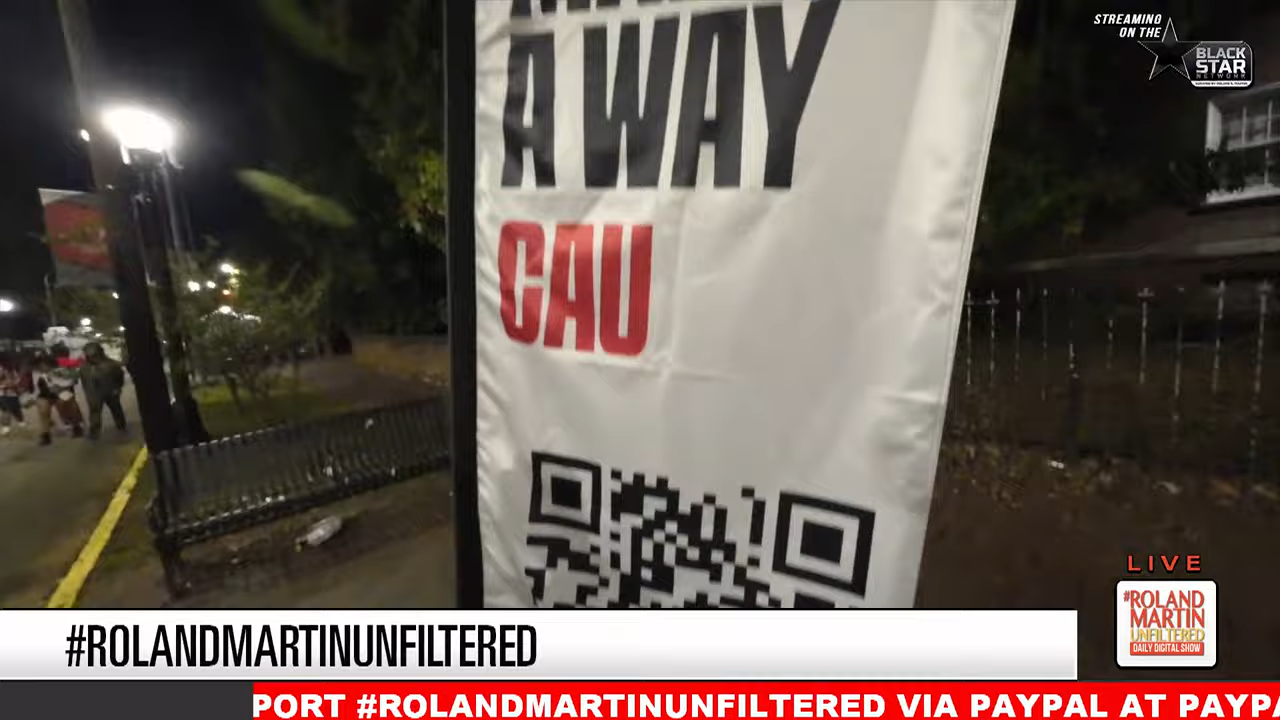 STREAMING
ON THE
BLACK
STAR
NETWORK
A WAY
CAU
LIVE
#ROLAND
MARTIN
UNFILTERED
DAILY DIGITAL SHOW
#ROLANDMARTINUNFILTERED
PORT #ROLANDMARTINUNFILTERED VIA PAYPAL AT PAYP